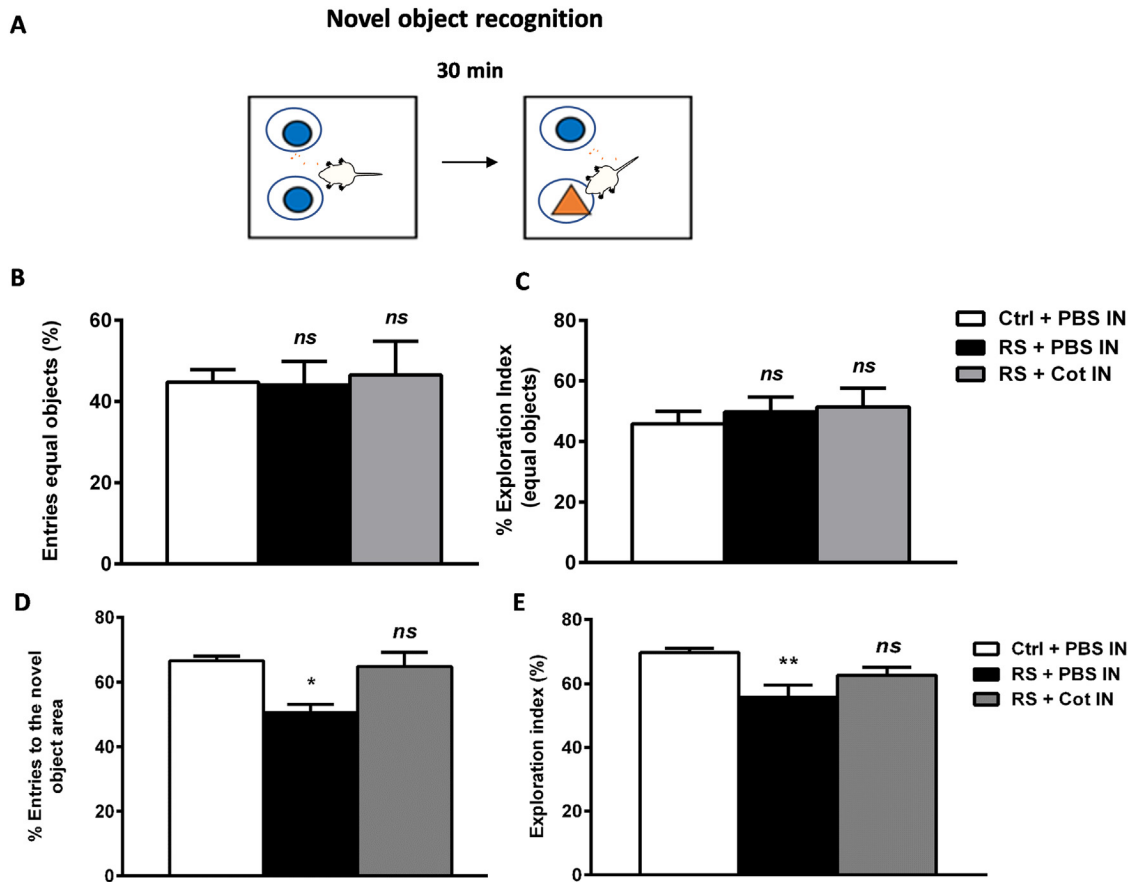 Novel object recognition
A
30 min
B
Entries equal objects (%)
60
40
20
0
ns
ns
C
% Exploration Index
(equal objects)
80
60
40
20
0
ns
ns
Ctrl + PBS IN
RS + PBS IN
RS + Cot IN
D
% Entries to the novel
object area
80
60
40
20
0
*
ns
E
Exploration index (%)
80
60
40
20
0
**
ns
Ctrl + PBS IN
RS + PBS IN
RS + Cot IN